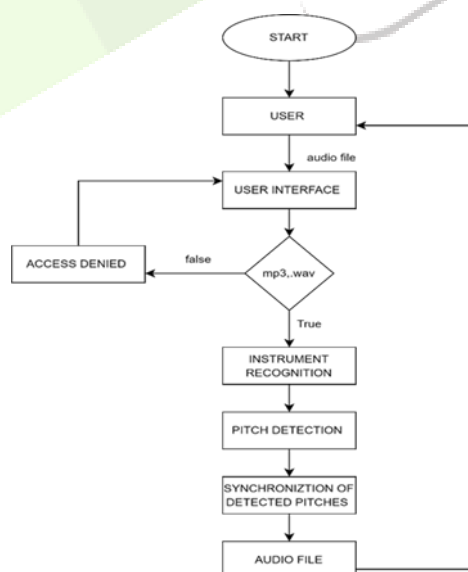 START
USER
audio file
USER INTERFACE
ACCESS DENIED
false
mp3,.wav
True
INSTRUMENT
RECOGNITION
PITCH DETECTION
SYNCHRONIZTION OF
DETECTED PITCHES
AUDIO FILE